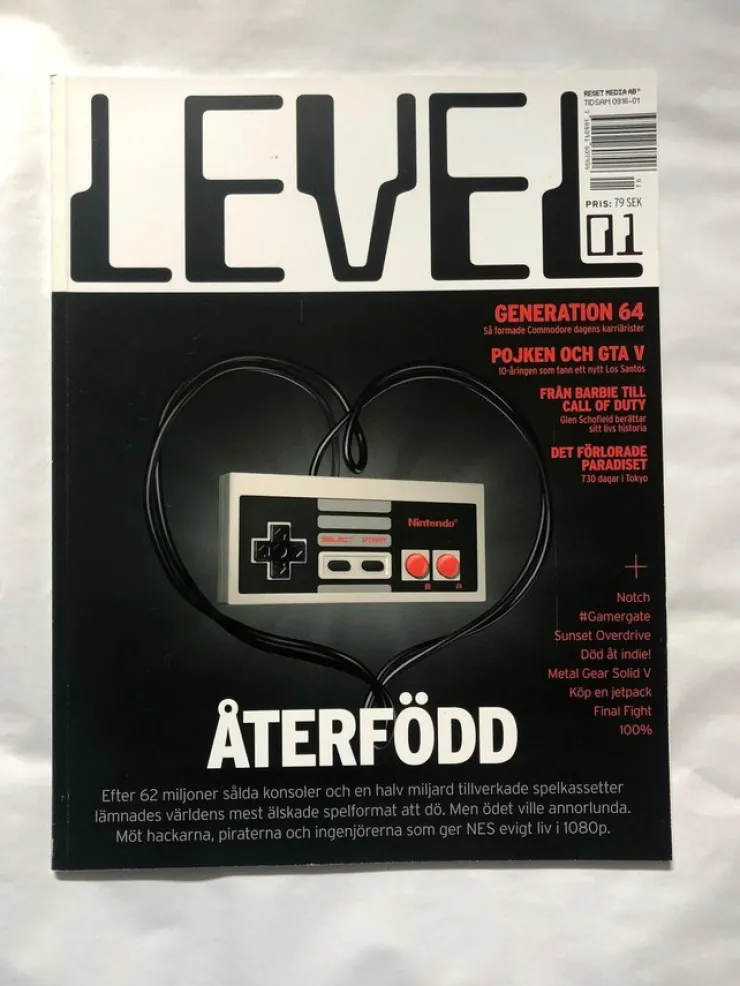 LEVEL
RESET MEDIA AB
TIDSAM 0916-01
PRIS: 79 SEK
01
GENERATION 64
Så formade Commodore dagens karriärister
POJKEN OCH GTA V
10-åringen som fann ett nytt Los Santos
FRÅN BARBIE TILL
CALL OF DUTY
Glen Schofield berättar
sitt livs historia
DET FÖRLORADE
PARADISET
730 dagar i Tokyo
Nintendo®
SELECT START
B A
+
Notch
#Gamergate
Sunset Overdrive
Död åt indie!
Metal Gear Solid V
Köp en jetpack
Final Fight
100%
ÅTERFÖDD
Efter 62 miljoner sålda konsoler och en halv miljard tillverkade spelkassetter
lämnades världens mest älskade spelformat att dö. Men ödet ville annorlunda.
Möt hackarna, piraterna och ingenjörerna som ger NES evigt liv i 1080p.